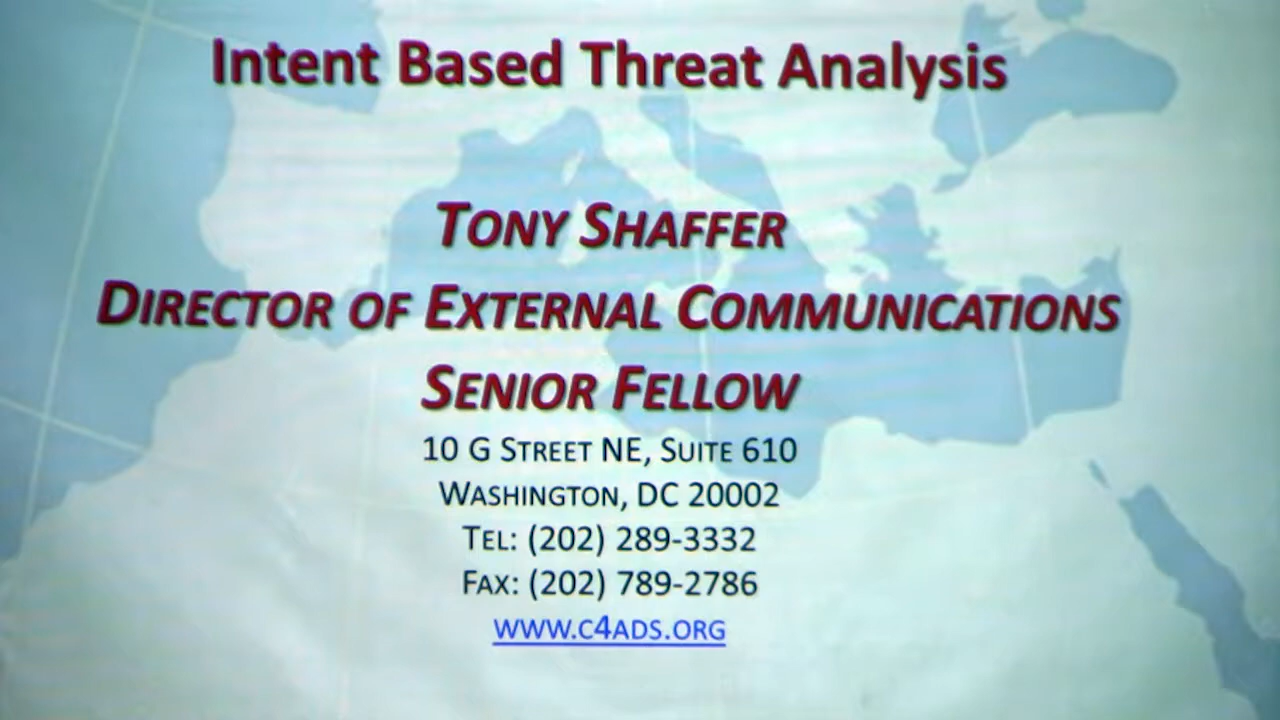 Intent Based Threat Analysis
TONY SHAFFER
DIRECTOR OF EXTERNAL COMMUNICATIONS
SENIOR FELLOW
10 G STREET NE, SUITE 610
WASHINGTON, DC 20002
TEL: (202) 289-3332
FAX: (202) 789-2786
WWW.C4ADS.ORG